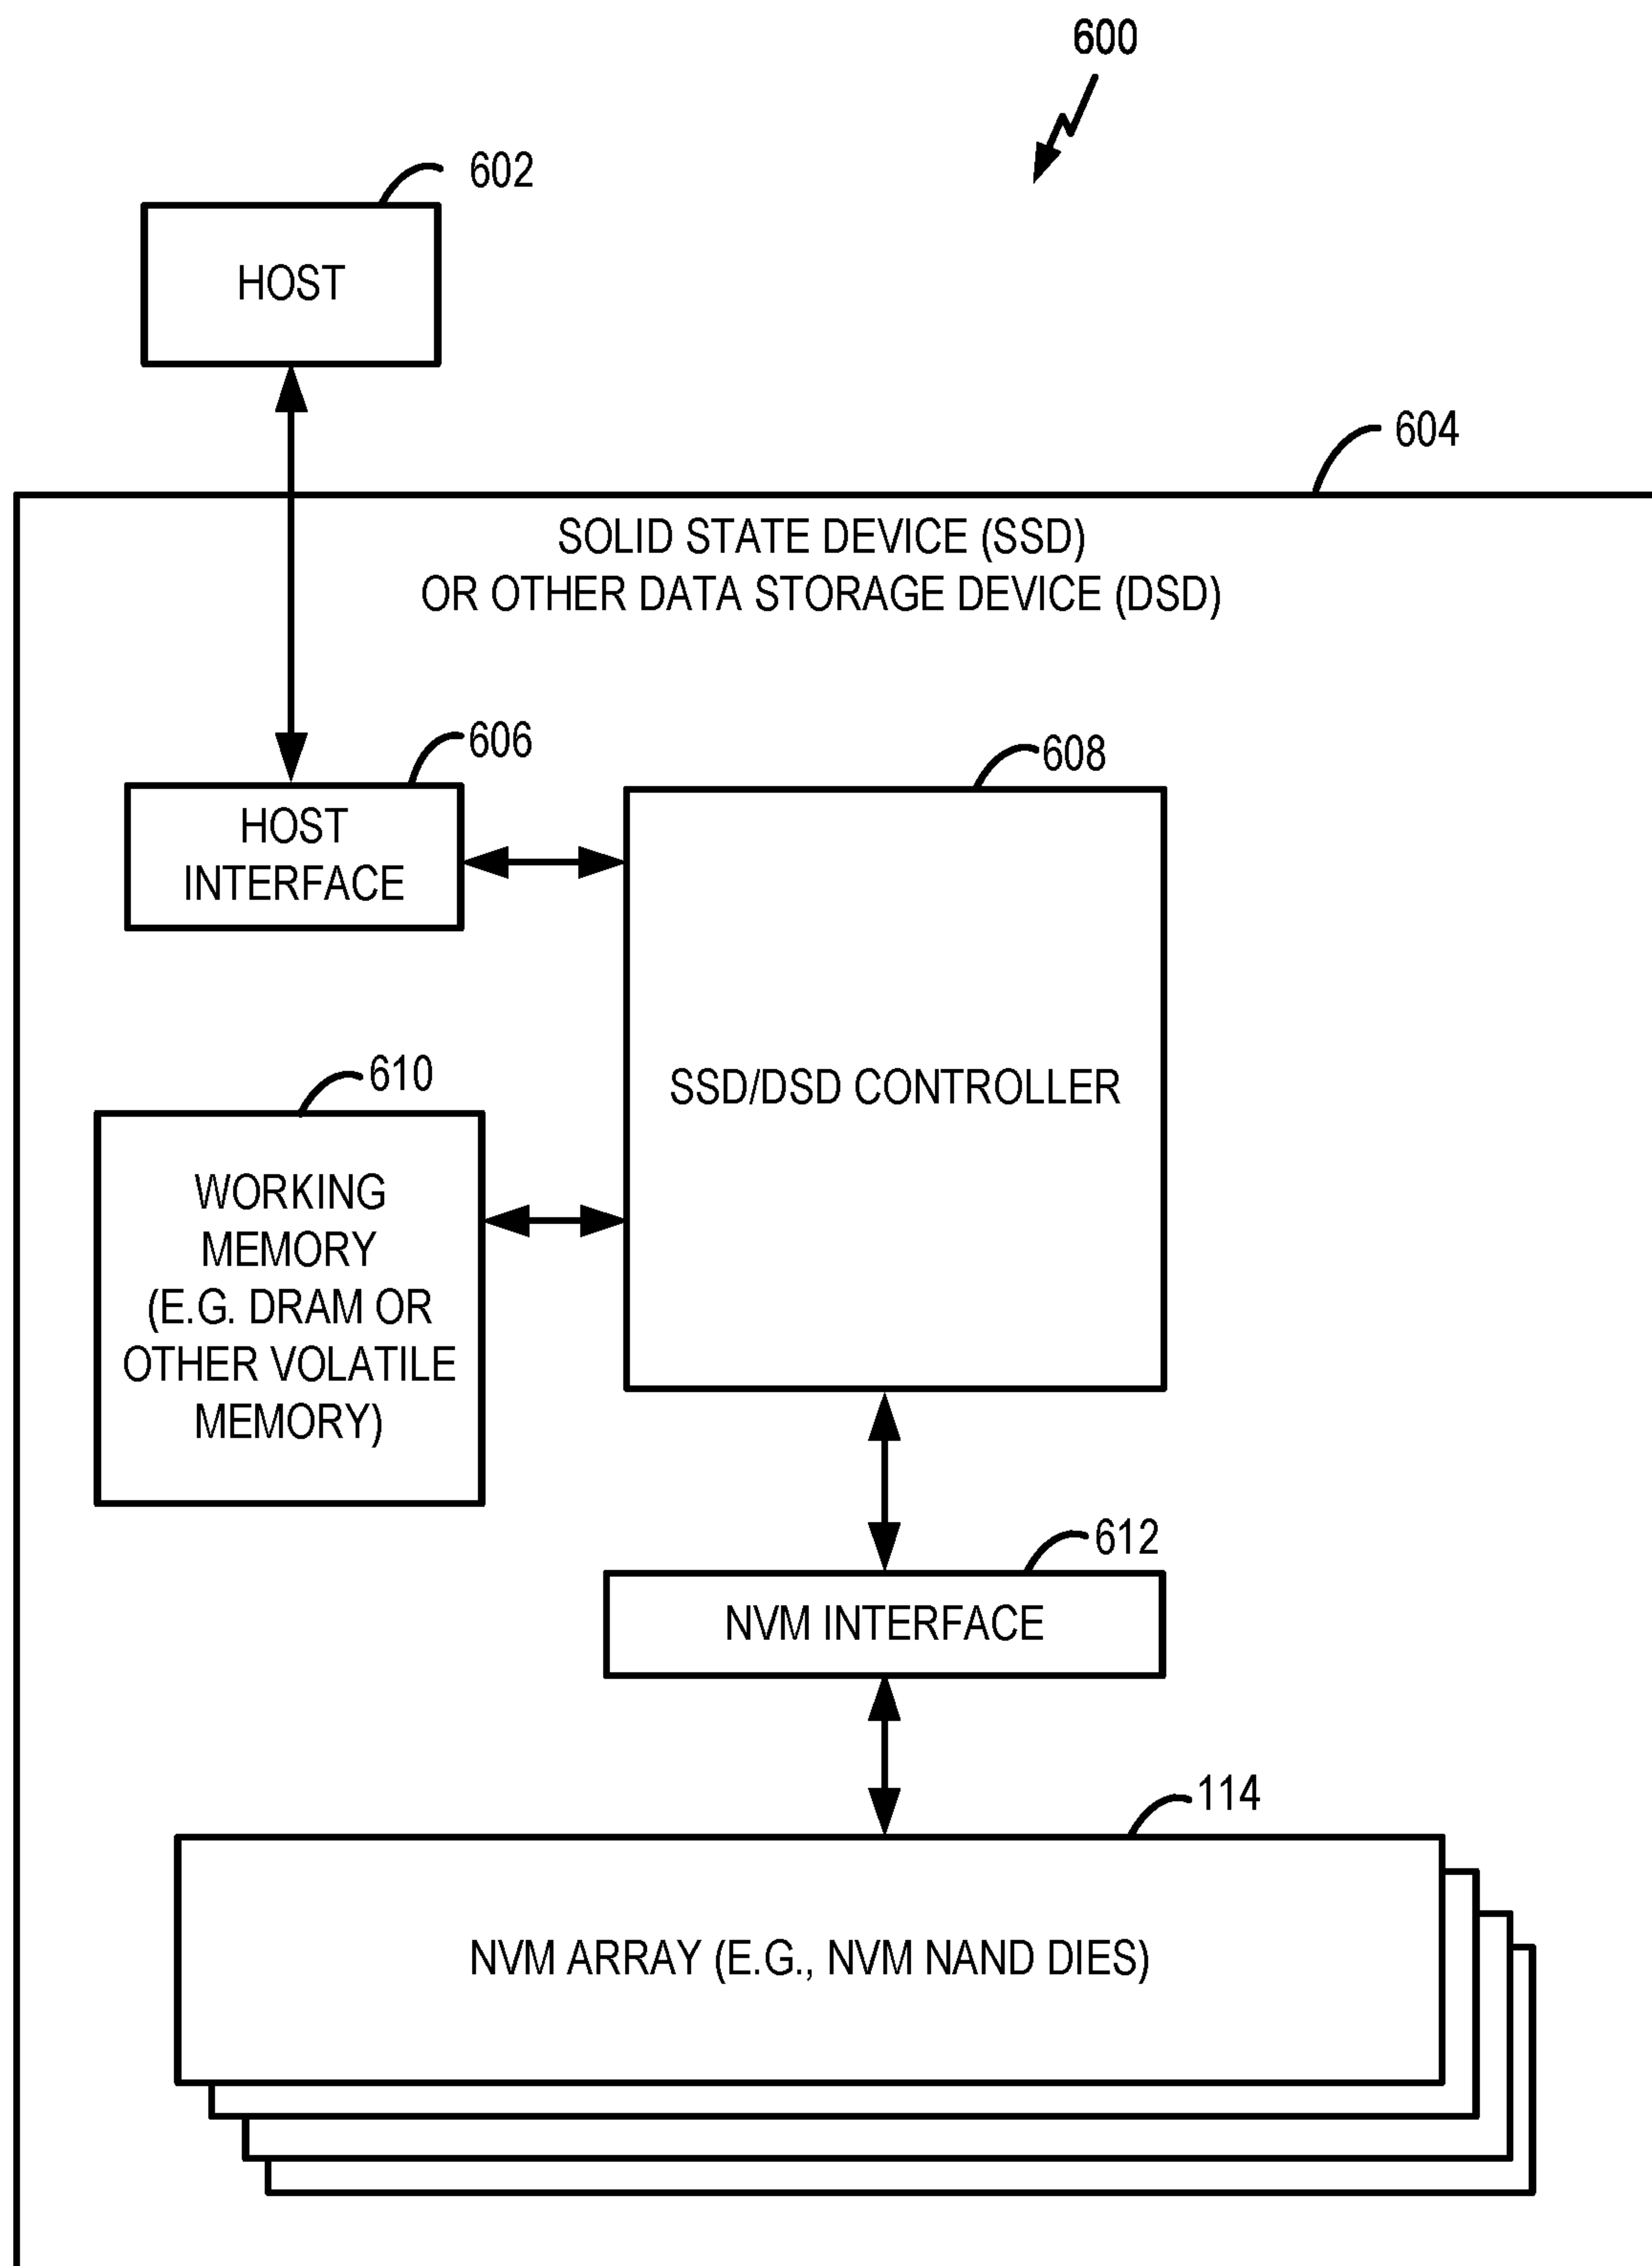 600
602
HOST
604
SOLID STATE DEVICE (SSD)
OR OTHER DATA STORAGE DEVICE (DSD)
606
HOST
INTERFACE
608
SSD/DSD CONTROLLER
610
WORKING
MEMORY
(E.G. DRAM OR
OTHER VOLATILE
MEMORY)
612
NVM INTERFACE
114
NVM ARRAY (E.G., NVM NAND DIES)